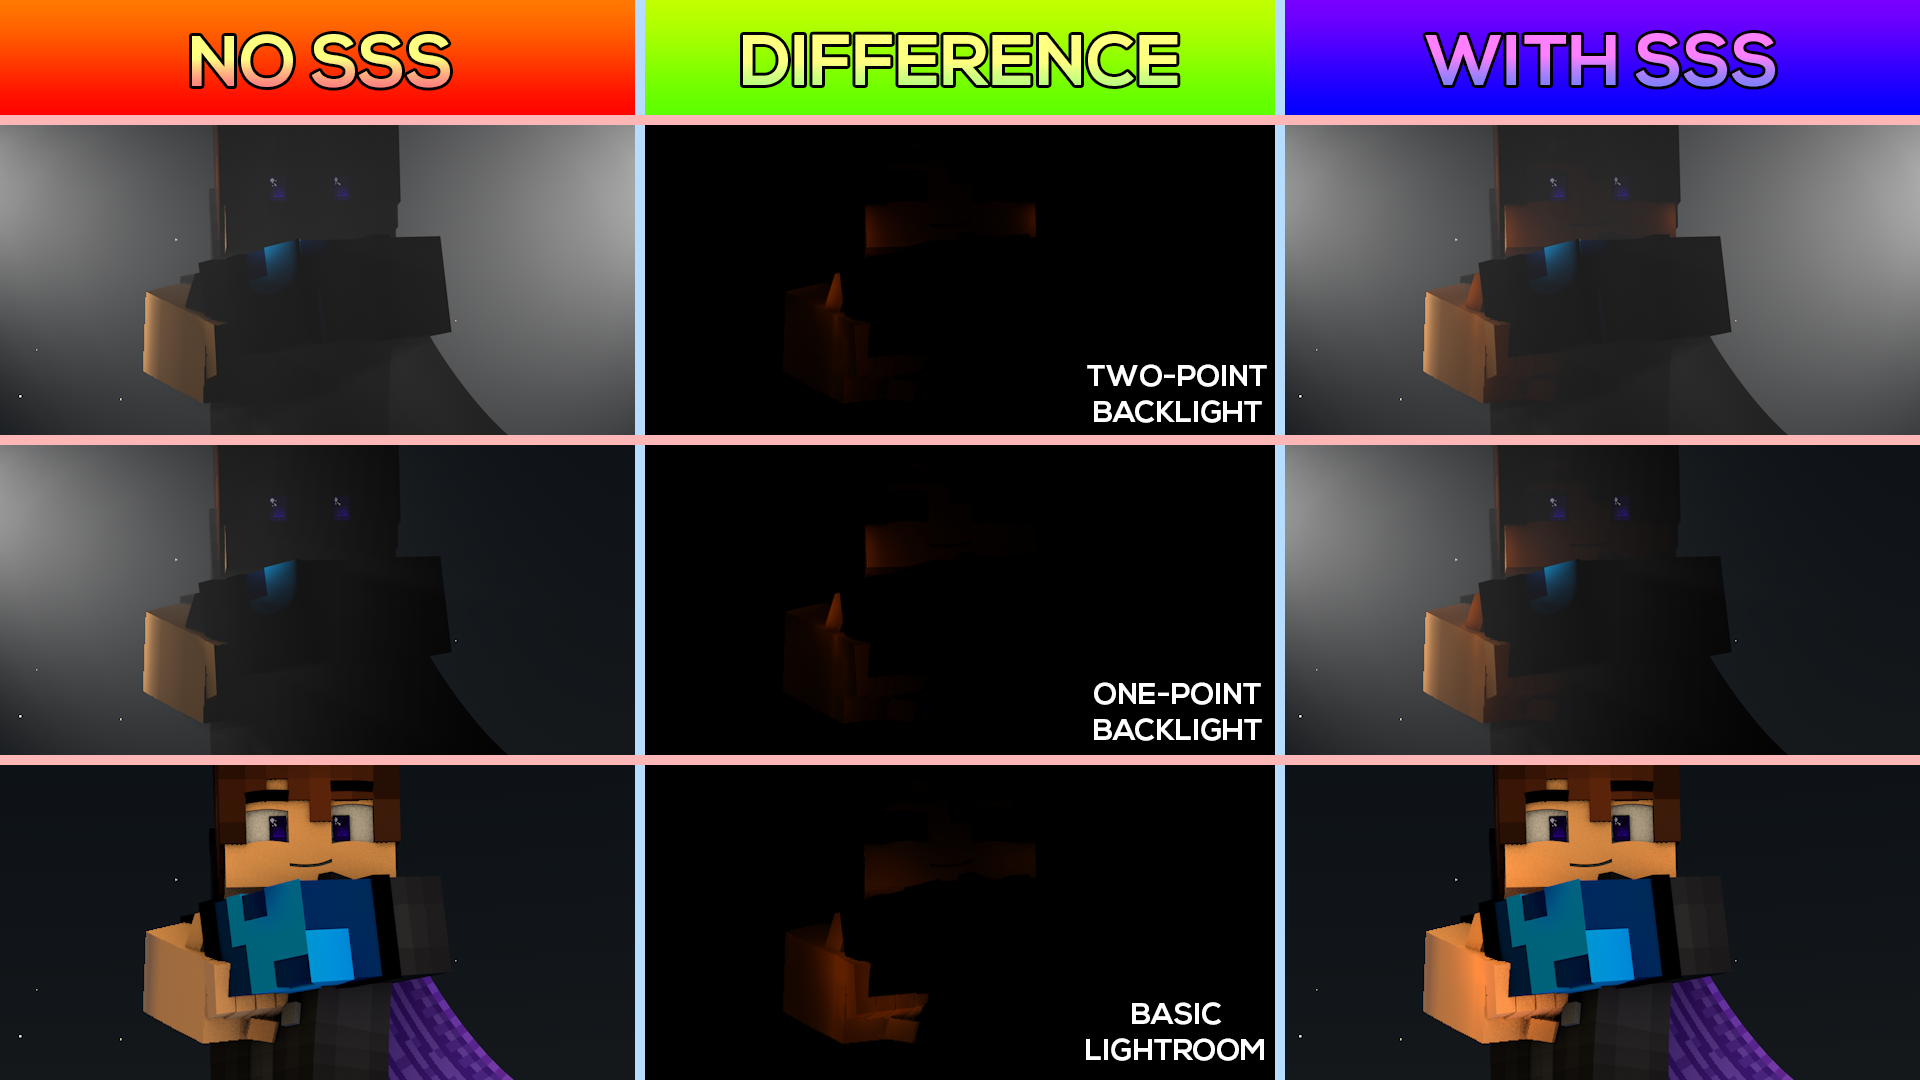 NO SSS
DIFFERENCE
WITH SSS
TWO-POINT
BACKLIGHT
ONE-POINT
BACKLIGHT
BASIC
LIGHTROOM